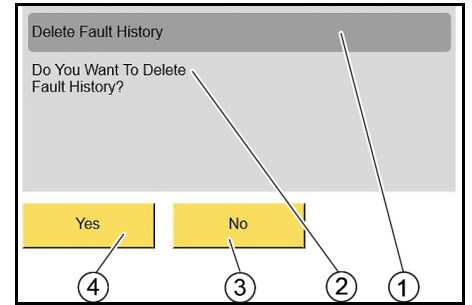 Delete Fault History
Do You Want To Delete
Fault History?
Yes
No
4
3
2
1